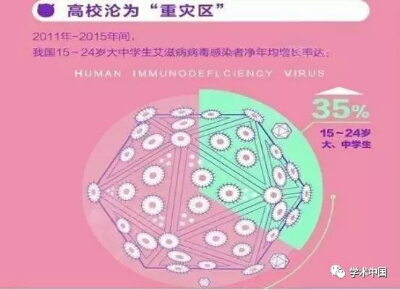 高校沦为“重灾区”
2011年-2015年间，
我国15～24岁大中学生艾滋病病毒感染者净年均增长率达:
HUMAN IMMUNODEFLCIENCY VIRUS
35%
15～24岁
大、中学生
学术中国